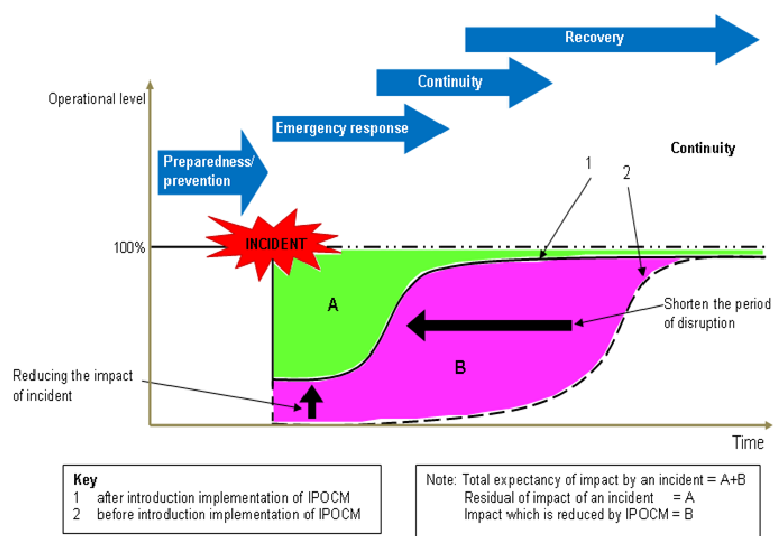 Recovery
Continuity
Operational level
Emergency response
Preparedness/
prevention
Continuity
1
2
100%
INCIDENT
A
Shorten the period
of disruption
B
Reducing the impact
of incident
Time
Key
1 after introduction implementation of IPOCM
2 before introduction implementation of IPOCM
Note: Total expectancy of impact by an incident = A+B
Residual of impact of an incident = A
Impact which is reduced by IPOCM = B